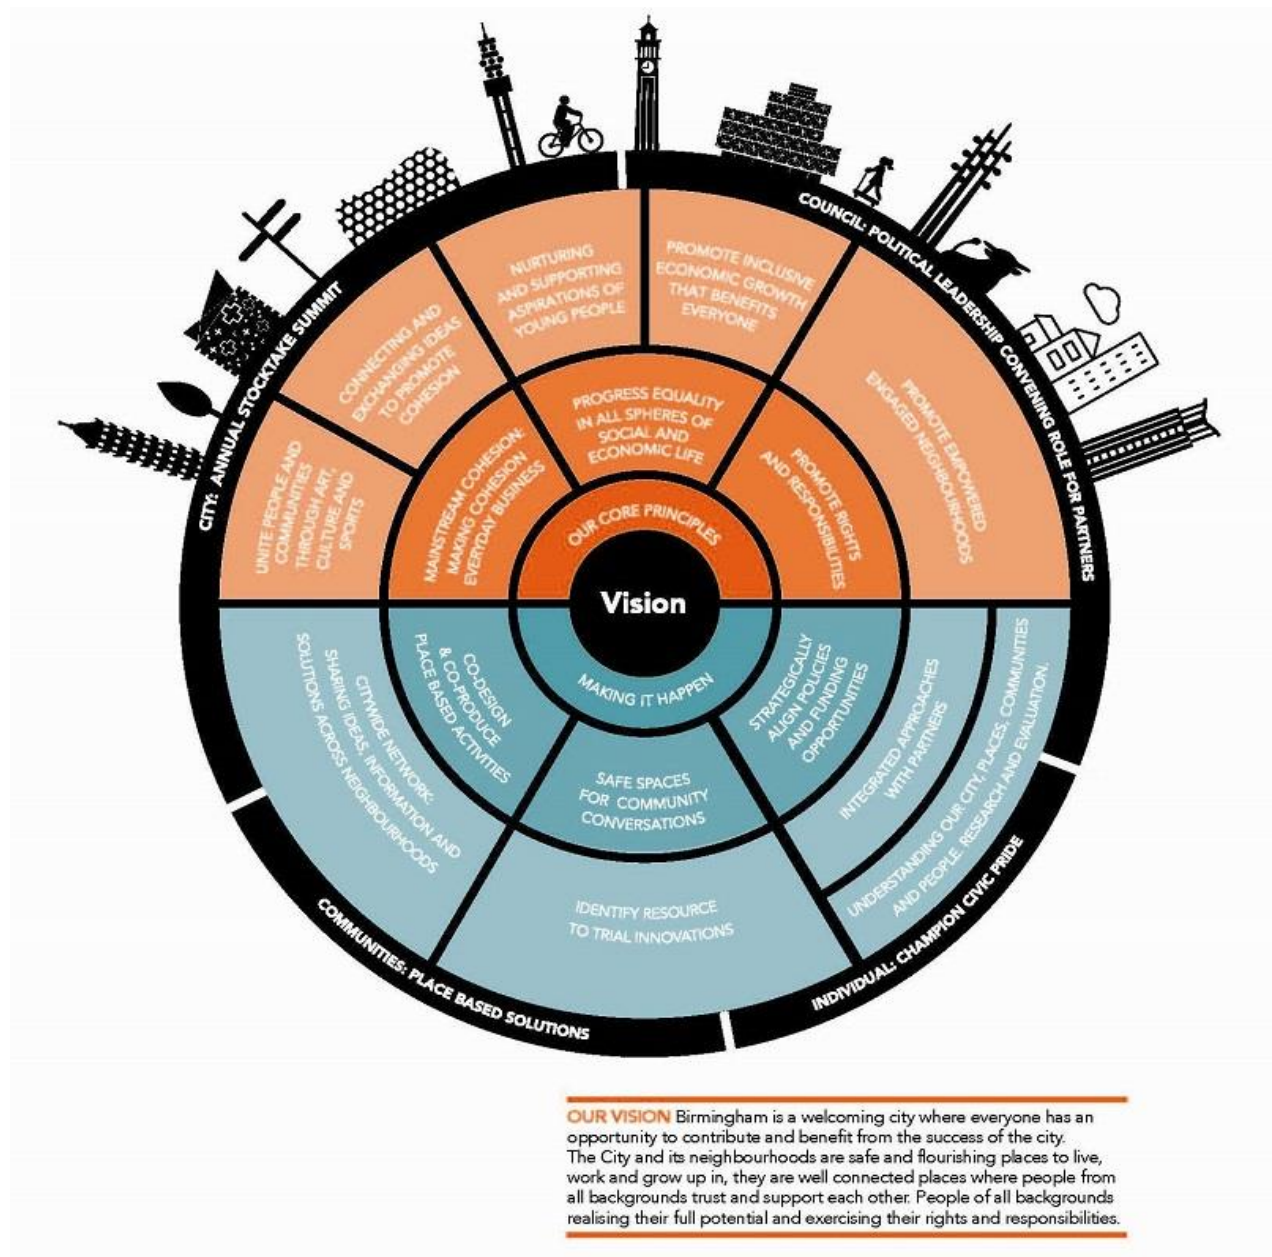 CITY: ANNUAL STOCKTAKE SUMMIT
COUNCIL: POLITICAL LEADERSHIP CONVENING ROLE FOR PARTNERS
NURTURING
AND SUPPORTING
ASPIRATIONS OF
YOUNG PEOPLE
PROMOTE INCLUSIVE
ECONOMIC GROWTH
THAT BENEFITS
EVERYONE
CONNECTING AND
EXCHANGING IDEAS
TO PROMOTE
COHESION
PROMOTE EMPOWERED
ENGAGED NEIGHBOURHOODS
UNITE PEOPLE AND
COMMUNITIES
THROUGH ART,
CULTURE AND
SPORTS
MAINSTREAM COHESION:
MAKING COHESION
EVERYDAY BUSINESS
PROGRESS EQUALITY
IN ALL SPHERES OF
SOCIAL AND
ECONOMIC LIFE
PROMOTE RIGHTS
AND RESPONSIBILITIES
OUR CORE PRINCIPLES
Vision
MAKING IT HAPPEN
CO-DESIGN
& CO-PRODUCE
PLACE BASED ACTIVITIES
SAFE SPACES
FOR COMMUNITY
CONVERSATIONS
STRATEGICALLY
ALIGN POLICIES
AND FUNDING
OPPORTUNITIES
CITYWIDE NETWORK:
SHARING IDEAS, INFORMATION AND
SOLUTIONS ACROSS NEIGHBOURHOODS
IDENTIFY RESOURCE
TO TRIAL INNOVATIONS
INTEGRATED APPROACHES
WITH PARTNERS
UNDERSTANDING OUR CITY, PLACES, COMMUNITIES
AND PEOPLE. RESEARCH AND EVALUATION.
COMMUNITIES: PLACE BASED SOLUTIONS
INDIVIDUAL: CHAMPION CIVIC PRIDE
OUR VISION Birmingham is a welcoming city where everyone has an
opportunity to contribute and benefit from the success of the city.
The City and its neighbourhoods are safe and flourishing places to live,
work and grow up in, they are well connected places where people from
all backgrounds trust and support each other. People of all backgrounds
realising their full potential and exercising their rights and responsibilities.